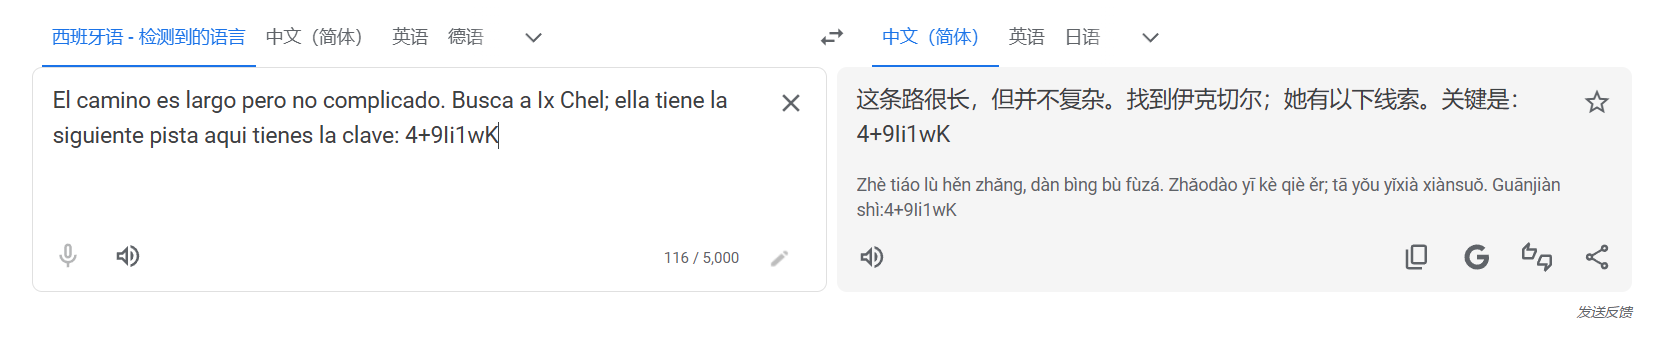 西班牙语 - 检测到的语言 中文（简体） 英语 德语
中文（简体） 英语 日语
El camino es largo pero no complicado. Busca a Ix Chel; ella tiene la
siguiente pista aqui tienes la clave: 4+9Ii1wK
116 / 5,000
这条路很长，但并不复杂。找到伊克切尔；她有以下线索。关键是：
4+9Ii1wK
Zhè tiáo lù hěn zhǎng, dàn bìng bù fùzá. Zhǎodào yī kè qiè ěr; tā yǒu yǐxià xiànsuǒ. Guānjiàn
shì:4+9Ii1wK
发送反馈